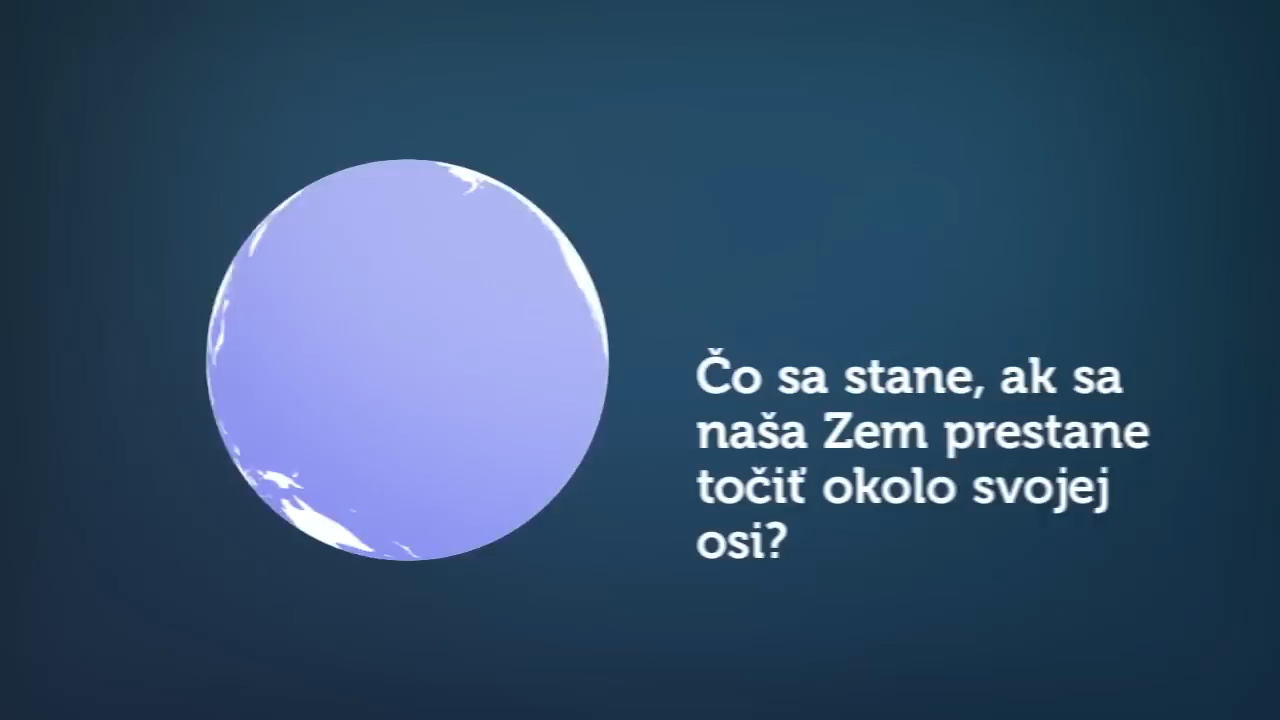 Čo sa stane, ak sa
naša Zem prestane
točiť okolo svojej
osi?